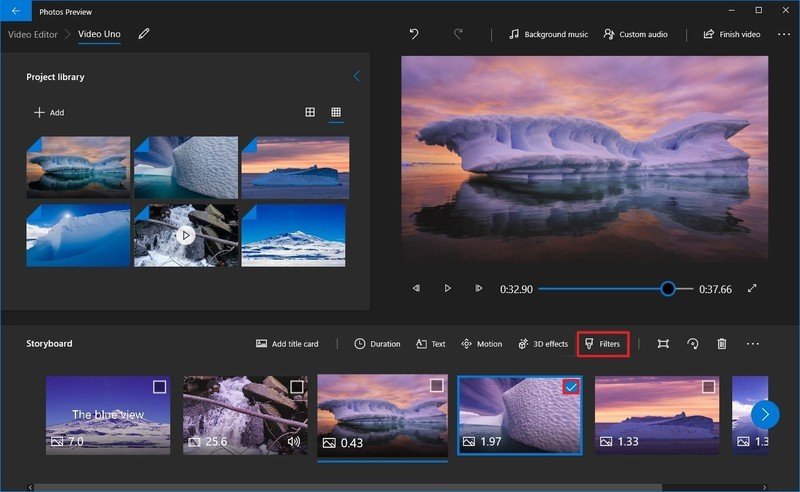 Photos Preview
Video Editor
Video Uno
Background music
Custom audio
Finish video
Project library
Add
0:32.90
0:37.66
Storyboard
Add title card
Duration
Text
Motion
3D effects
Filters
The blue view
7.0
25.6
0.43
1.97
1.33